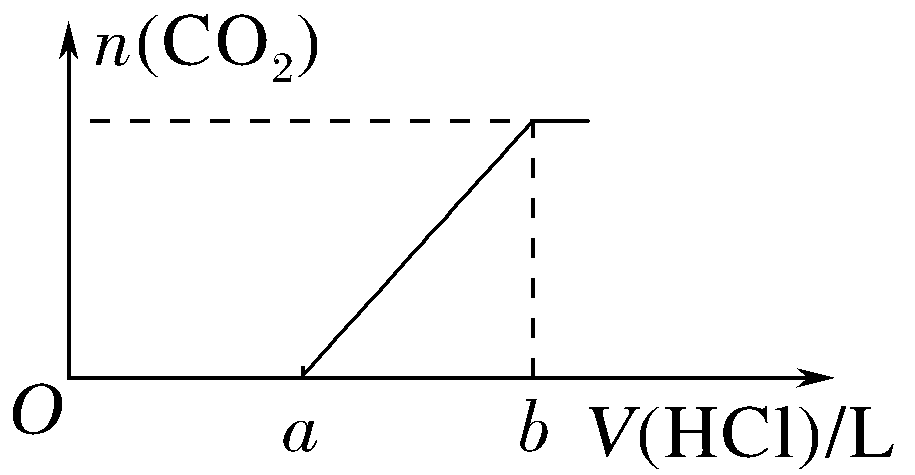 n(CO₂)
O a b V(HCl)/L